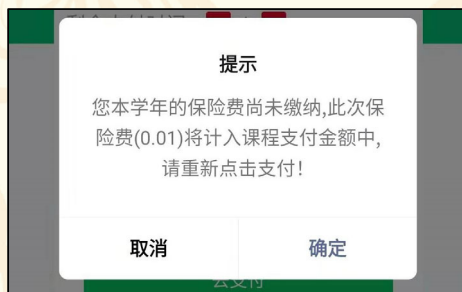 提示
您本学年的保险费尚未缴纳,此次保
险费(0.01)将计入课程支付金额中,
请重新点击支付!
取消
确定
去支付